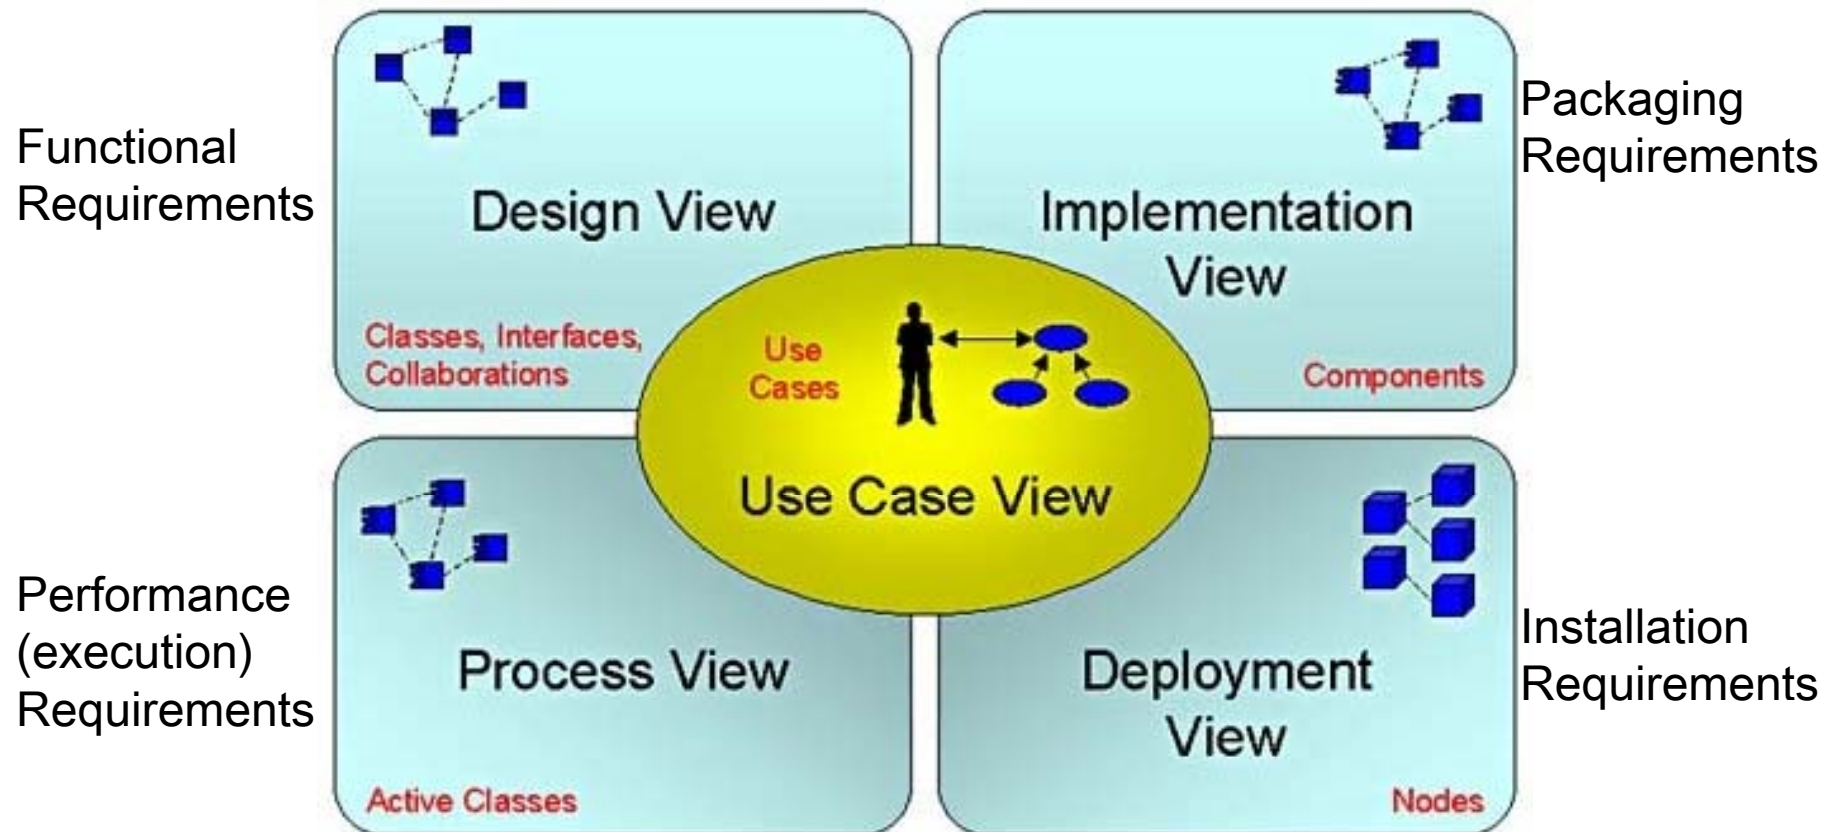 Functional
Requirements
Design View
Classes, Interfaces,
Collaborations
Implementation
View
Components
Packaging
Requirements
Use
Cases
Use Case View
Performance
(execution)
Requirements
Process View
Active Classes
Deployment
View
Nodes
Installation
Requirements